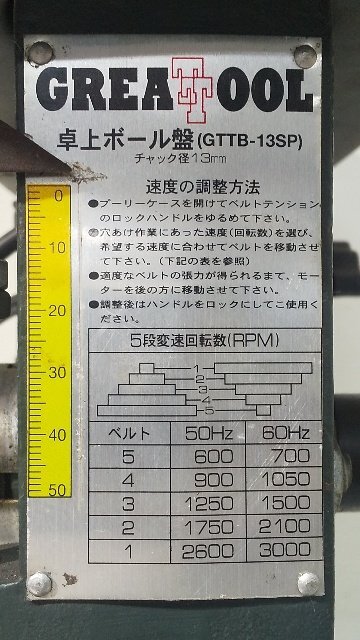 GREAT TOOL
卓上ボール盤(GTTB-13SP)
チャック径13mm
速度の調整方法
●プーリーケースを開けてベルトテンション
のロックハンドルをゆるめて下さい。
●穴あけ作業にあった速度(回転数)を選び、
希望する速度に合わせてベルトを移動させ
て下さい。(下記の表を参照)
●適度なベルトの張力が得られるまで、モー
ターを後の方に移動させて下さい。
●調整後はハンドルをロックにしてご使用く
ださい。
0
10
20
30
40
50
5段変速回転数(RPM)
1
2
3
4
5
ベルト 50Hz 60Hz
5 600 700
4 900 1050
3 1250 1500
2 1750 2100
1 2600 3000